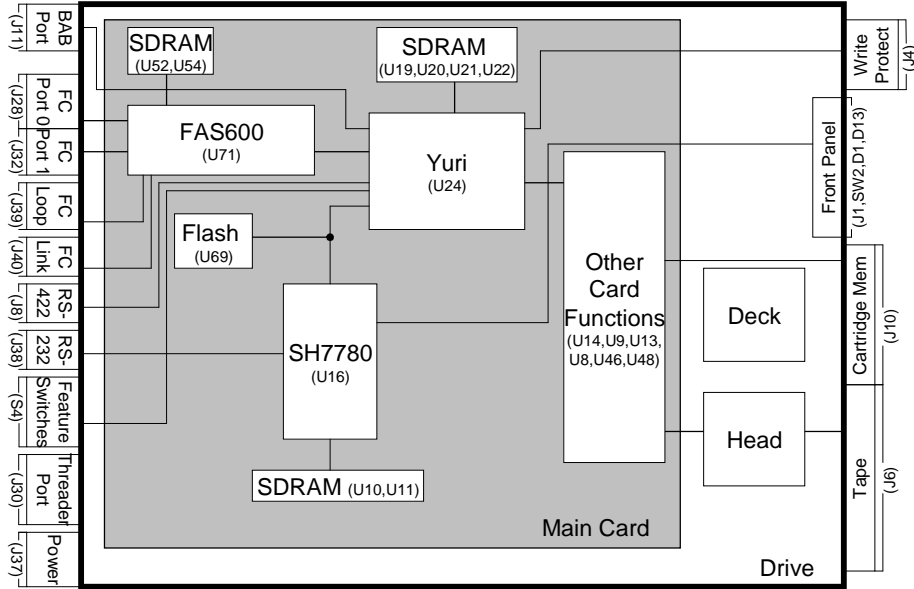 BAB
Port
(J11)
FC
Port 0
(J28)
FC
Port 1
(J32)
FC
Loop
(J39)
FC
Link
(J40)
RS-
422
(J8)
RS-
232
(J38)
Feature
Switches
(S4)
Threader
Port
(J30)
Power
(J37)
SDRAM
(U52,U54)
SDRAM
(U19,U20,U21,U22)
FAS600
(U71)
Yuri
(U24)
Flash
(U69)
SH7780
(U16)
SDRAM (U10,U11)
Other
Card
Functions
(U14,U9,U13,
U8,U46,U48)
Main Card
Deck
Head
Drive
Write
Protect
(J4)
Front Panel
(J1,SW2,D1,D13)
Cartridge Mem
(J10)
Tape
(J6)